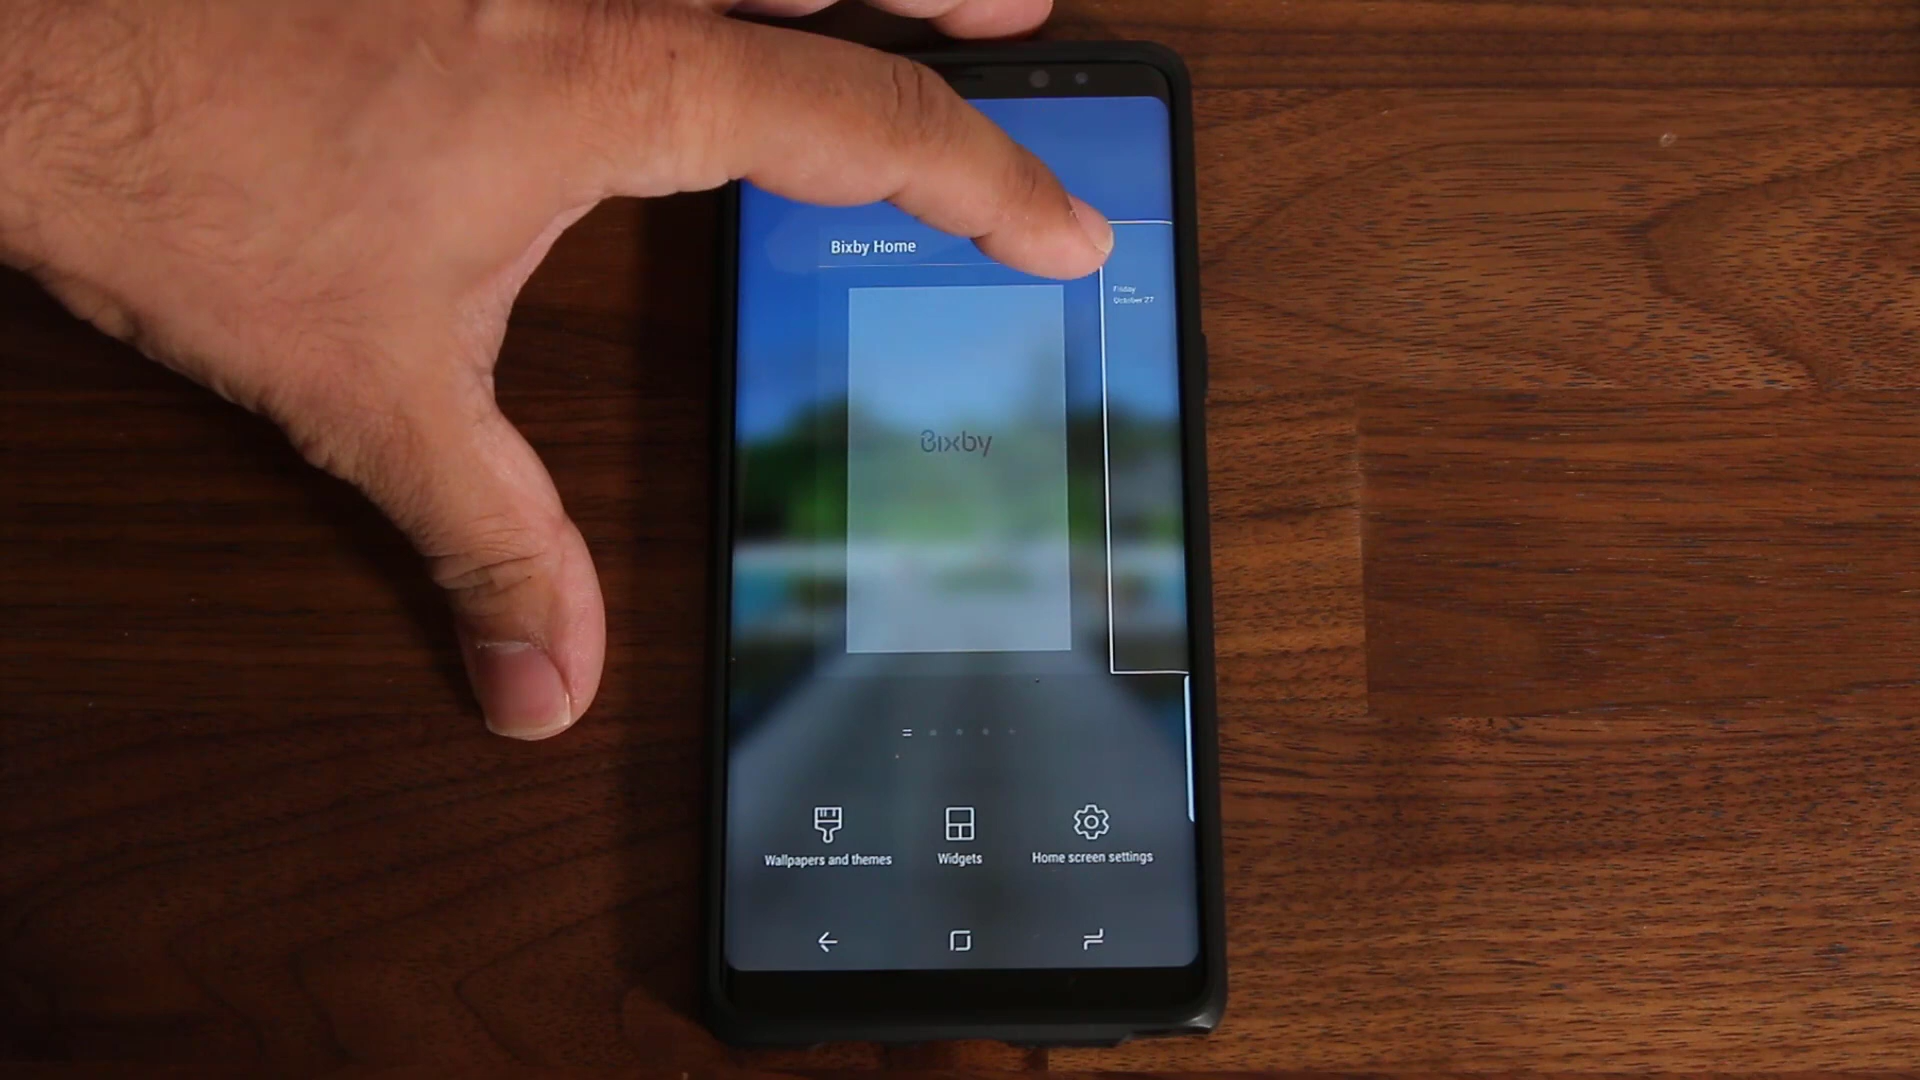 Bixby Home
Friday
October 27
Bixby
Wallpapers and themes
Widgets
Home screen settings